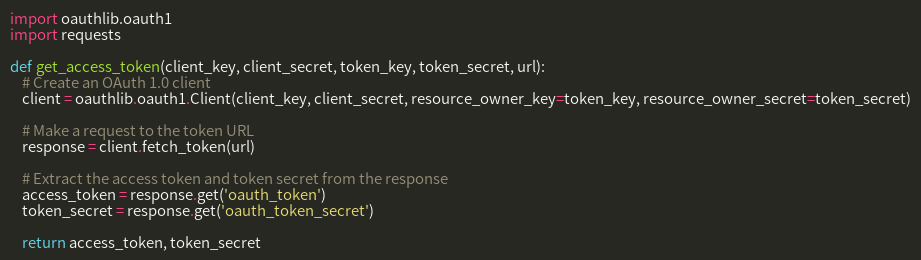 import oauthlib.oauth1
import requests
def get_access_token(client_key, client_secret, token_key, token_secret, url):
# Create an OAuth 1.0 client
client = oauthlib.oauth1.Client(client_key, client_secret, resource_owner_key=token_key, resource_owner_secret=token_secret)
# Make a request to the token URL
response = client.fetch_token(url)
# Extract the access token and token secret from the response
access_token = response.get('oauth_token')
token_secret = response.get('oauth_token_secret')
return access_token, token_secret